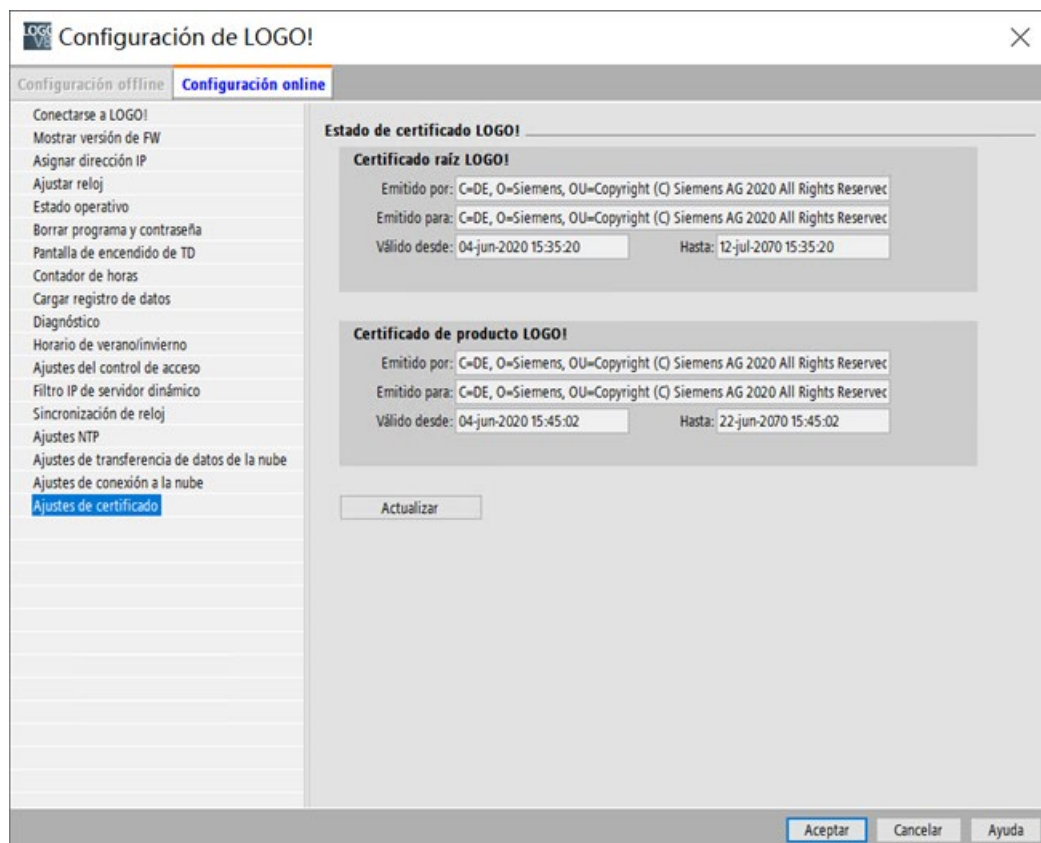 LOGO V8 Configuración de LOGO!
Configuración offline Configuración online
Conectarse a LOGO!
Mostrar versión de FW
Asignar dirección IP
Ajustar reloj
Estado operativo
Borrar programa y contraseña
Pantalla de encendido de TD
Contador de horas
Cargar registro de datos
Diagnóstico
Horario de verano/invierno
Ajustes del control de acceso
Filtro IP de servidor dinámico
Sincronización de reloj
Ajustes NTP
Ajustes de transferencia de datos de la nube
Ajustes de conexión a la nube
Ajustes de certificado
Estado de certificado LOGO!
Certificado raíz LOGO!
Emitido por: C=DE, O=Siemens, OU=Copyright (C) Siemens AG 2020 All Rights Reservec
Emitido para: C=DE, O=Siemens, OU=Copyright (C) Siemens AG 2020 All Rights Reservec
Válido desde: 04-jun-2020 15:35:20 Hasta: 12-jul-2070 15:35:20
Certificado de producto LOGO!
Emitido por: C=DE, O=Siemens, OU=Copyright (C) Siemens AG 2020 All Rights Reservec
Emitido para: C=DE, O=Siemens, OU=Copyright (C) Siemens AG 2020 All Rights Reservec
Válido desde: 04-jun-2020 15:45:02 Hasta: 22-jun-2070 15:45:02
Actualizar
Aceptar Cancelar Ayuda